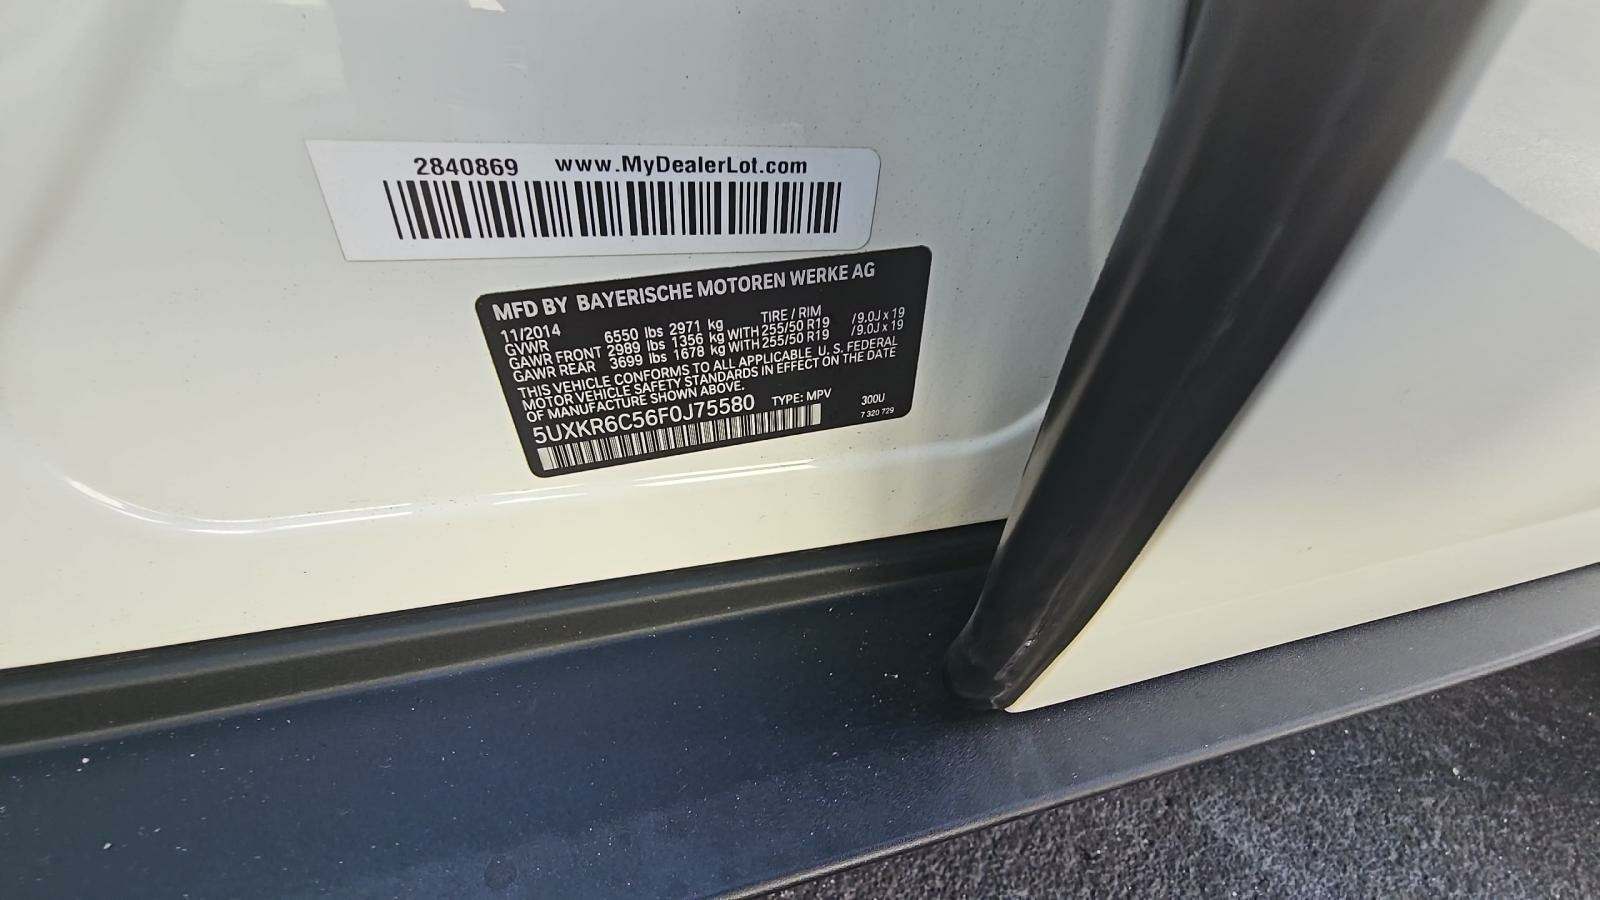 2840869 www.MyDealerLot.com
MFD BY BAYERISCHE MOTOREN WERKE AG
11/2014 TIRE / RIM
GVWR 6550 lbs 2971 kg
GAWR FRONT 2989 lbs 1356 kg WITH 255/50 R19 /9.0J x 19
GAWR REAR 3699 lbs 1678 kg WITH 255/50 R19 /9.0J x 19
THIS VEHICLE CONFORMS TO ALL APPLICABLE U. S. FEDERAL
MOTOR VEHICLE SAFETY STANDARDS IN EFFECT ON THE DATE
OF MANUFACTURE SHOWN ABOVE.
5UXKR6C56F0J75580 TYPE: MPV 300U
7 320 729